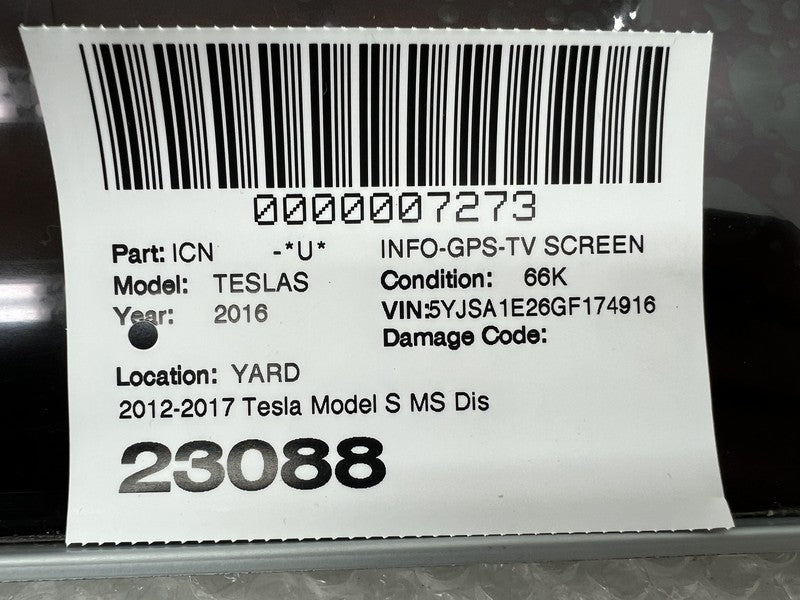 0000007273
Part: ICN -*U* INFO-GPS-TV SCREEN
Model: TESLAS Condition: 66K
Year: 2016 VIN:5YJSA1E26GF174916
Damage Code:
Location: YARD
2012-2017 Tesla Model S MS Dis
23088